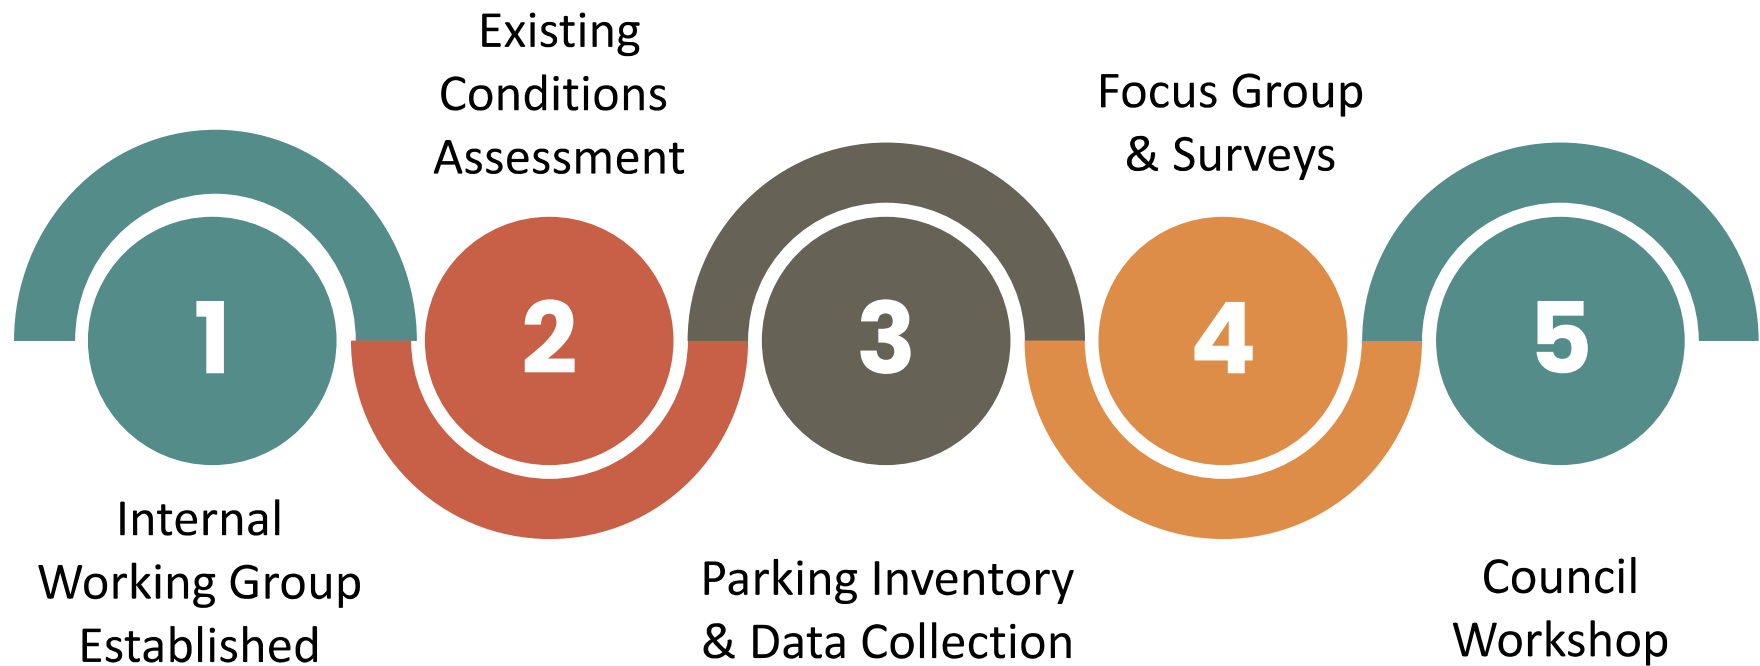 1
Internal
Working Group
Established
Existing
Conditions
Assessment
2
3
Parking Inventory
& Data Collection
Focus Group
& Surveys
4
5
Council
Workshop